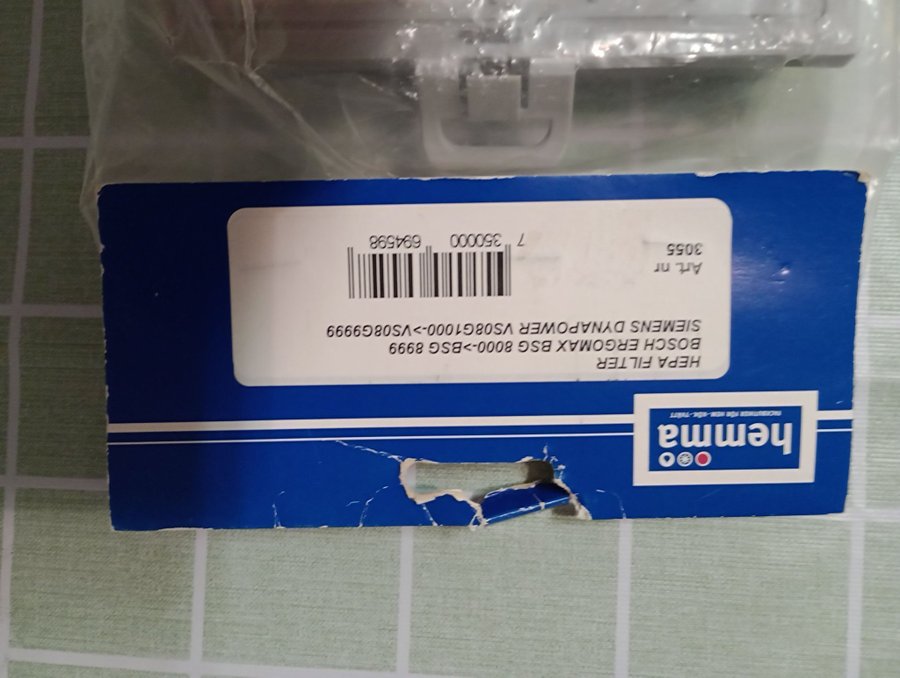 hemma
HEPA FILTER
BOSCH ERGOMAX BSG 8000->BSG 8999
SIEMENS DYNAPOWER VS08G1000->VS08G9999
Art. nr
3055
7 350000 694598